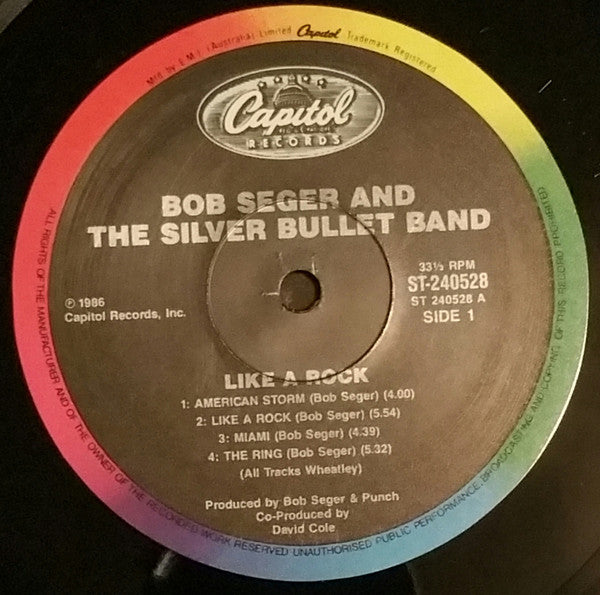 Mfd. by E.M.I. (Australia) Limited Capitol Trademark Registered
Capitol
RECORDS
BOB SEGER AND
THE SILVER BULLET BAND
33⅓ RPM
ST-240528
ST 240528 A
SIDE 1
℗ 1986
Capitol Records, Inc.
LIKE A ROCK
1: AMERICAN STORM (Bob Seger) (4.00)
2: LIKE A ROCK (Bob Seger) (5.54)
3: MIAMI (Bob Seger) (4.39)
4: THE RING (Bob Seger) (5.32)
(All Tracks Wheatley)
Produced by Bob Seger & Punch
Co-Produced by
David Cole
ALL RIGHTS OF THE MANUFACTURER AND OF THE OWNER OF THE RECORDED WORK RESERVED UNAUTHORISED PUBLIC PERFORMANCE, BROADCASTING AND COPYING OF THIS RECORD PROHIBITED